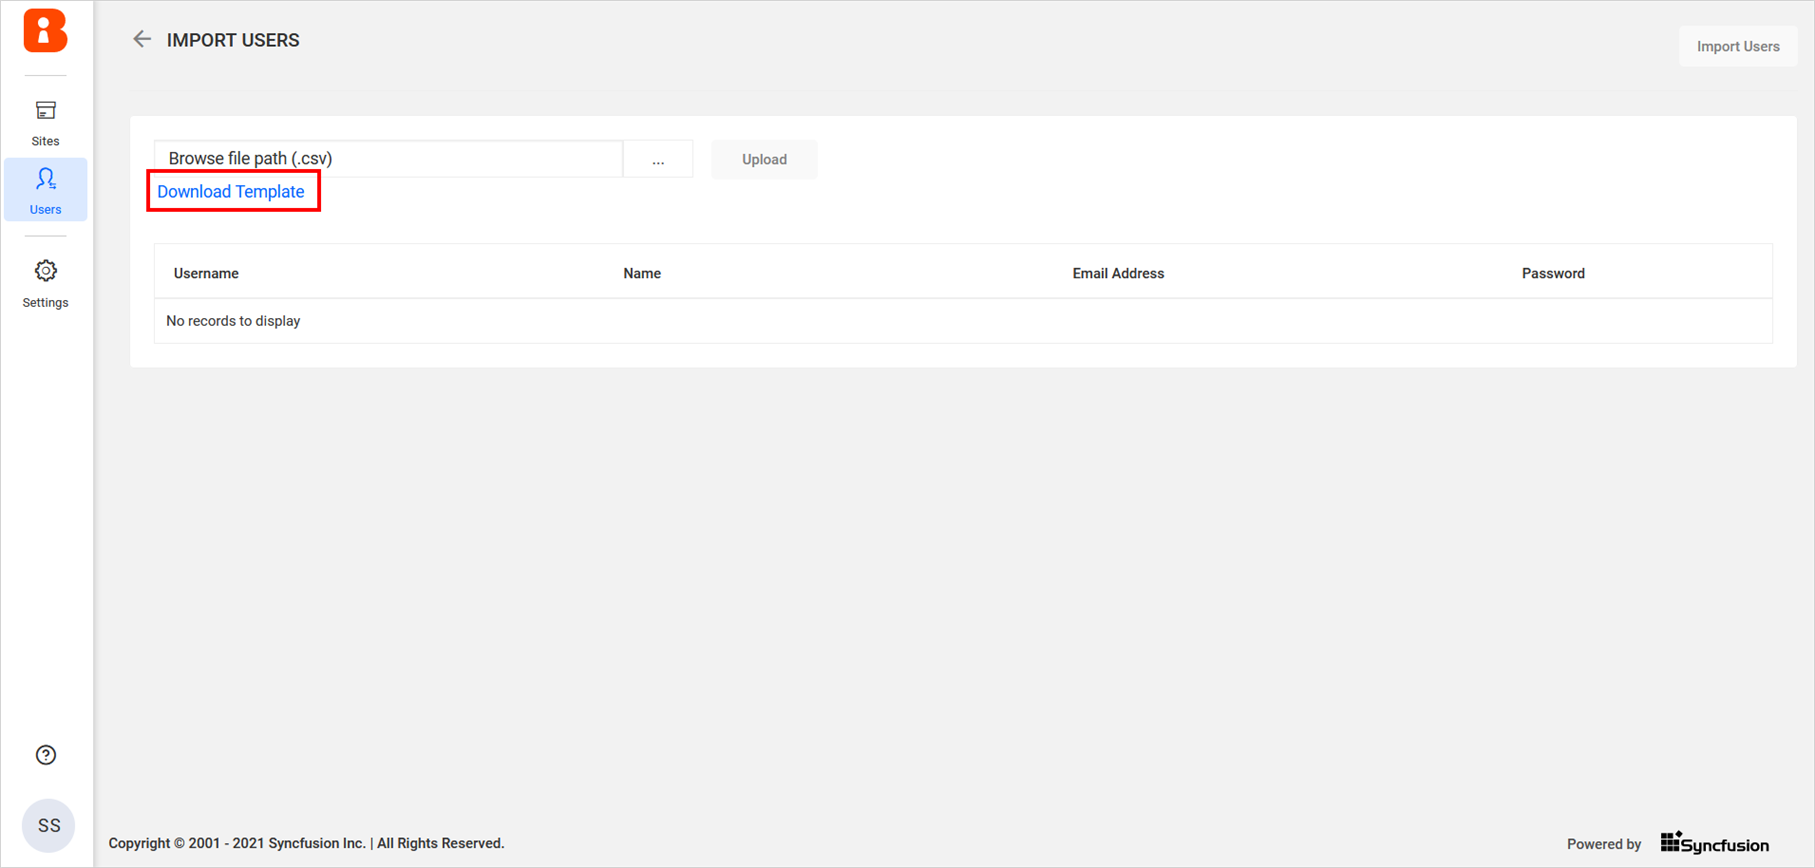 IMPORT USERS
Import Users
Sites
Users
Settings
Browse file path (.csv)
...
Upload
Download Template
Username Name Email Address Password
No records to display
SS
Copyright © 2001 - 2021 Syncfusion Inc. | All Rights Reserved.
Powered by Syncfusion